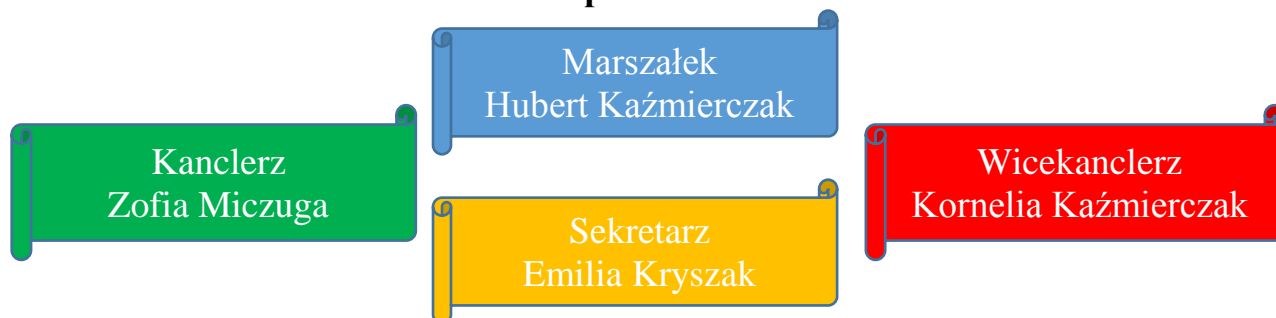 Marszałek
Hubert Kaźmierczak
Kanclerz
Zofia Miczuga
Wicekanclerz
Kornelia Kaźmierczak
Sekretarz
Emilia Kryszak